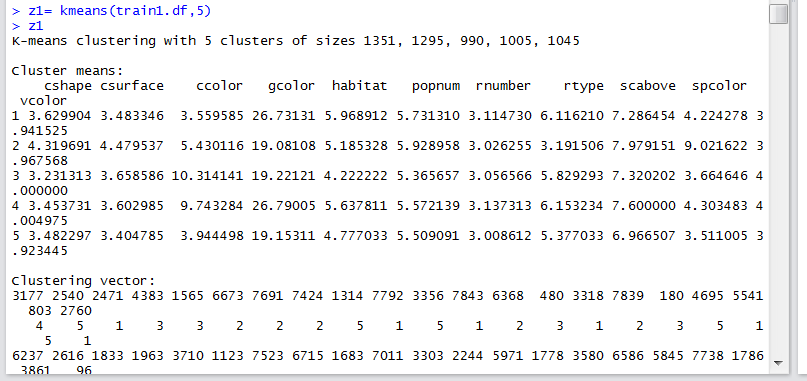 > z1= kmeans(train1.df,5)
> z1
K-means clustering with 5 clusters of sizes 1351, 1295, 990, 1005, 1045
Cluster means:
cshape csurface ccolor gcolor habitat popnum rnumber rtype scabove spcolor
vcolor
1 3.629904 3.483346 3.559585 26.73131 5.968912 5.731310 3.114730 6.116210 7.286454 4.224278 3
.941525
2 4.319691 4.479537 5.430116 19.08108 5.185328 5.928958 3.026255 3.191506 7.979151 9.021622 3
.967568
3 3.231313 3.658586 10.314141 19.22121 4.222222 5.365657 3.056566 5.829293 7.320202 3.664646 4
.000000
4 3.453731 3.602985 9.743284 26.79005 5.637811 5.572139 3.137313 6.153234 7.600000 4.303483 4
.004975
5 3.482297 3.404785 3.944498 19.15311 4.777033 5.509091 3.008612 5.377033 6.966507 3.511005 3
.923445
Clustering vector:
3177 2540 2471 4383 1565 6673 7691 7424 1314 7792 3356 7843 6368 480 3318 7839 180 4695 5541
803 2760
4 5 1 3 3 2 2 2 5 1 5 1 2 3 1 2 3 5 1
5 1
6237 2616 1833 1963 3710 1123 7523 6715 1683 7011 3303 2244 5971 1778 3580 6586 5845 7738 1786
3861 96